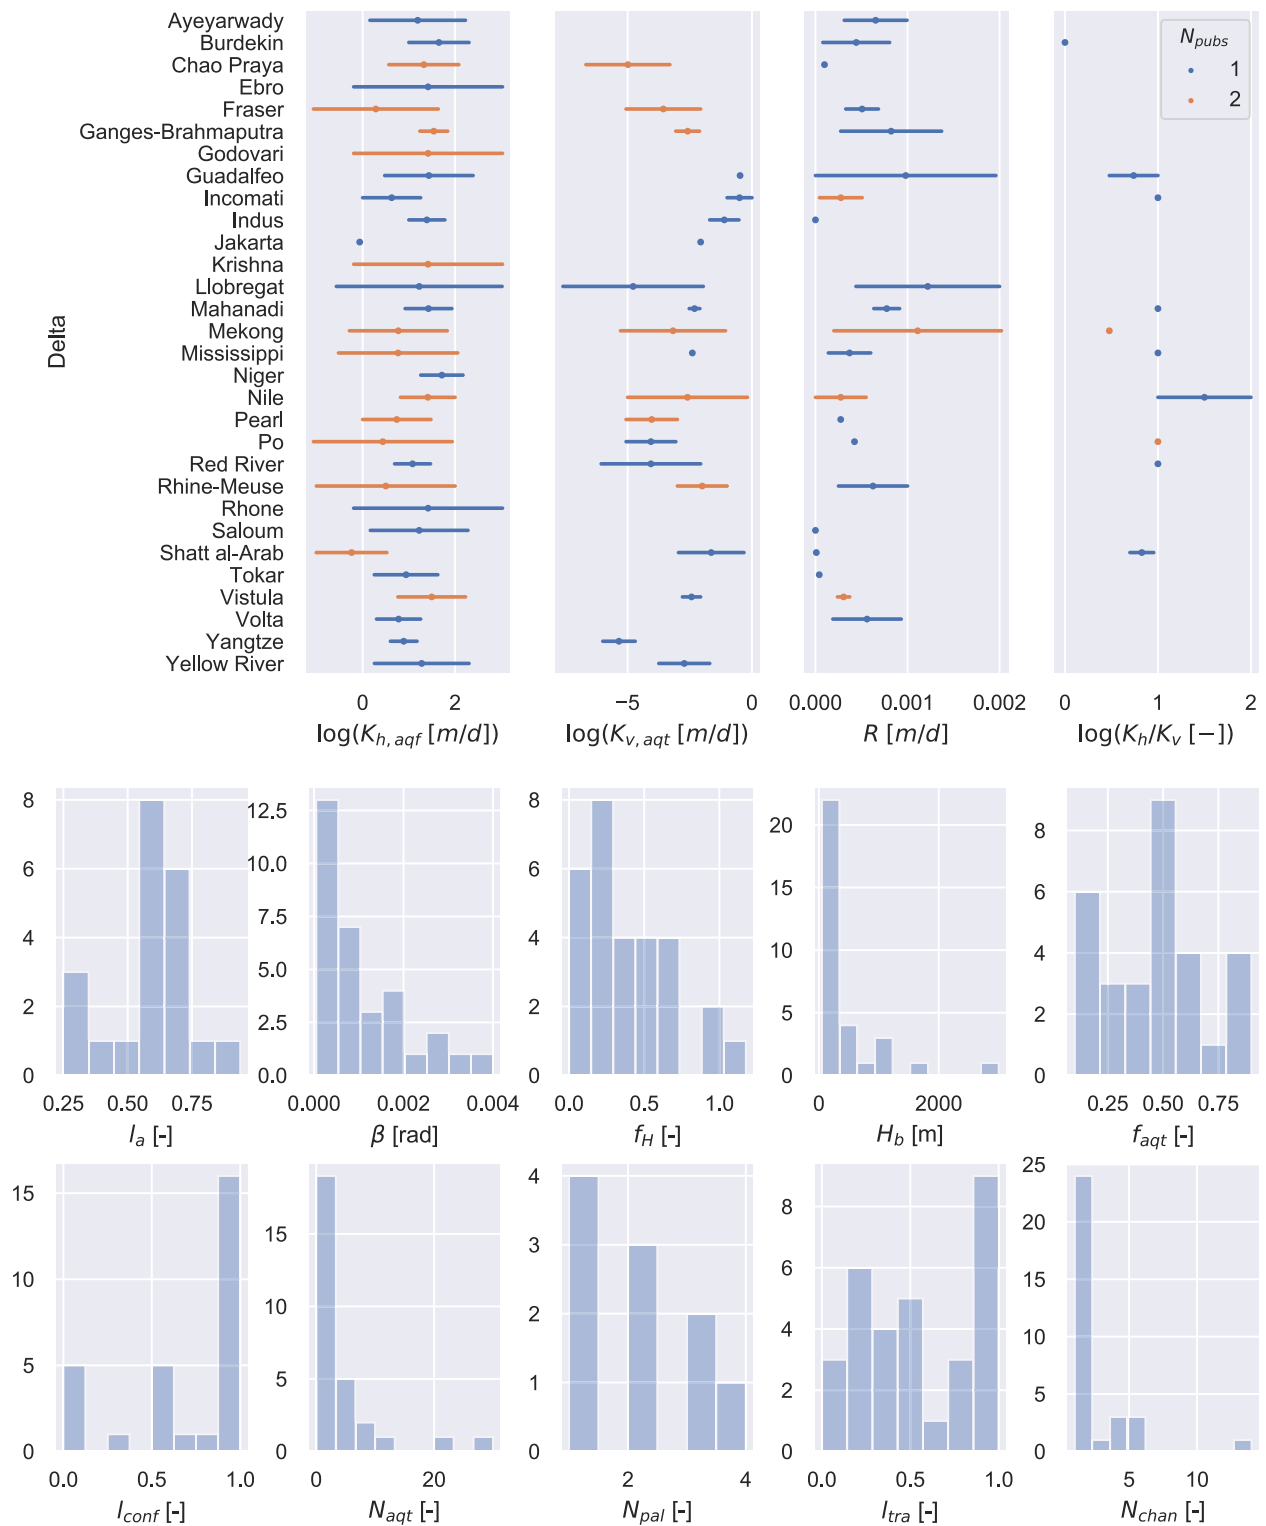 Delta
Ayeyarwady
Burdekin
Chao Praya
Ebro
Fraser
Ganges-Brahmaputra
Godovari
Guadalfeo
Incomati
Indus
Jakarta
Krishna
Llobregat
Mahanadi
Mekong
Mississippi
Niger
Nile
Pearl
Po
Red River
Rhine-Meuse
Rhone
Saloum
Shatt al-Arab
Tokar
Vistula
Volta
Yangtze
Yellow River
N_pubs
1
2
0 2
−5 0
0.000 0.001 0.002
0 1 2
log(K_h, aqf [m/d])
log(K_v, aqt [m/d])
R [m/d]
log(K_h/K_v [−])
8
6
4
2
0
0.25 0.50 0.75
l_a [-]
12.5
10.0
7.5
5.0
2.5
0.0
0.000 0.002 0.004
β [rad]
8
6
4
2
0
0.0 0.5 1.0
f_H [-]
20
15
10
5
0
0 2000
H_b [m]
8
6
4
2
0
0.25 0.50 0.75
f_aqt [-]
15
10
5
0
0.0 0.5 1.0
l_conf [-]
15
10
5
0
0 20
N_aqt [-]
4
3
2
1
0
2 4
N_pal [-]
8
6
4
2
0
0.0 0.5 1.0
l_tra [-]
25
20
15
10
5
0
5 10
N_chan [-]